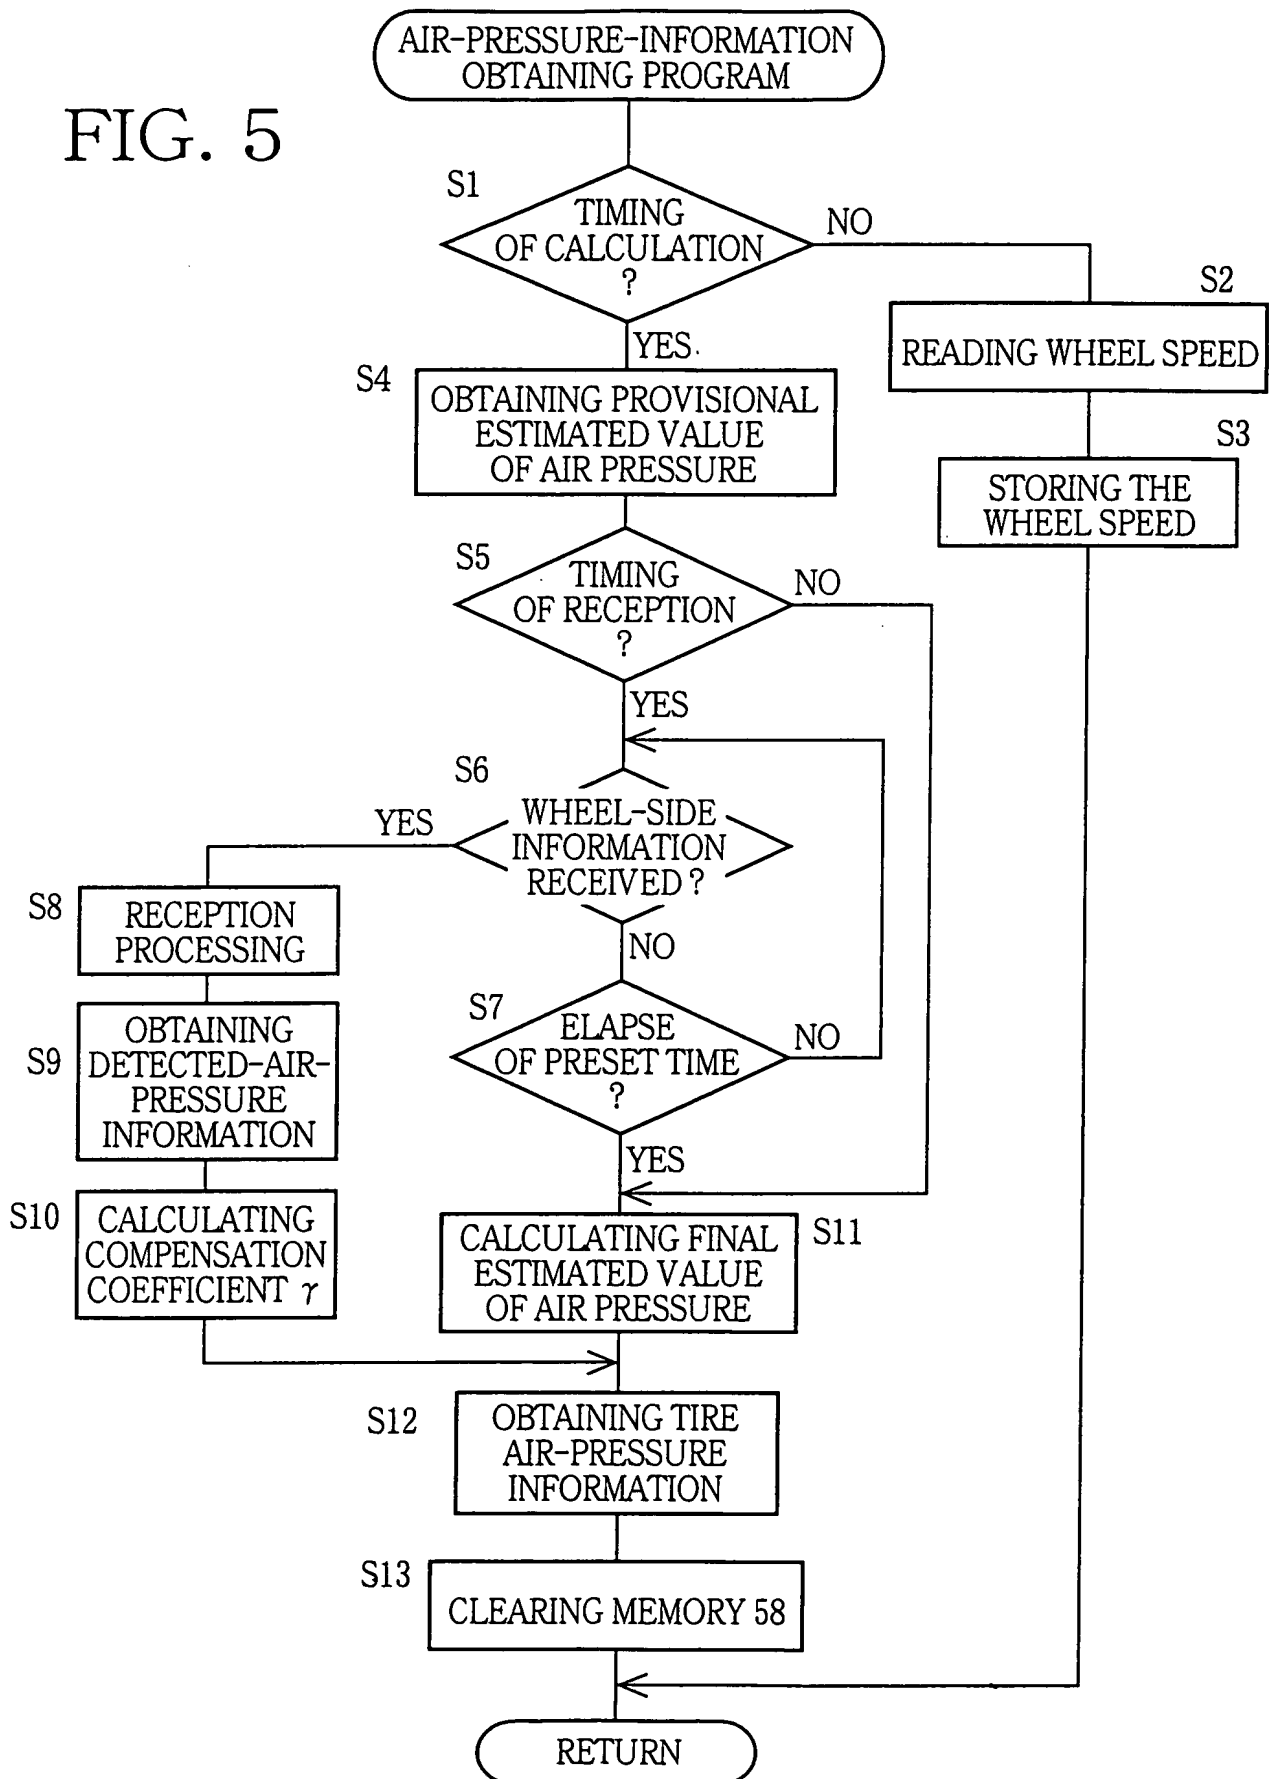 AIR-PRESSURE-INFORMATION
OBTAINING PROGRAM
FIG. 5
S1
TIMING
OF CALCULATION
?
NO
YES
S2
READING WHEEL SPEED
S3
STORING THE
WHEEL SPEED
S4
OBTAINING PROVISIONAL
ESTIMATED VALUE
OF AIR PRESSURE
S5
TIMING
OF RECEPTION
?
NO
YES
S6
WHEEL-SIDE
INFORMATION
RECEIVED ?
YES
NO
S7
ELAPSE
OF PRESET TIME
?
NO
YES
S8
RECEPTION
PROCESSING
S9
OBTAINING
DETECTED-AIR-
PRESSURE
INFORMATION
S10
CALCULATING
COMPENSATION
COEFFICIENT γ
S11
CALCULATING FINAL
ESTIMATED VALUE
OF AIR PRESSURE
S12
OBTAINING TIRE
AIR-PRESSURE
INFORMATION
S13
CLEARING MEMORY 58
RETURN